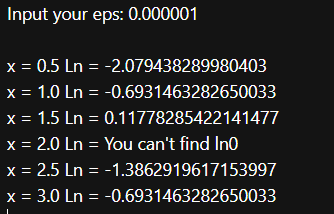 Input your eps: 0.000001
x = 0.5 Ln = -2.079438289980403
x = 1.0 Ln = -0.6931463282650033
x = 1.5 Ln = 0.11778285422141477
x = 2.0 Ln = You can't find ln0
x = 2.5 Ln = -1.3862919617153997
x = 3.0 Ln = -0.6931463282650033